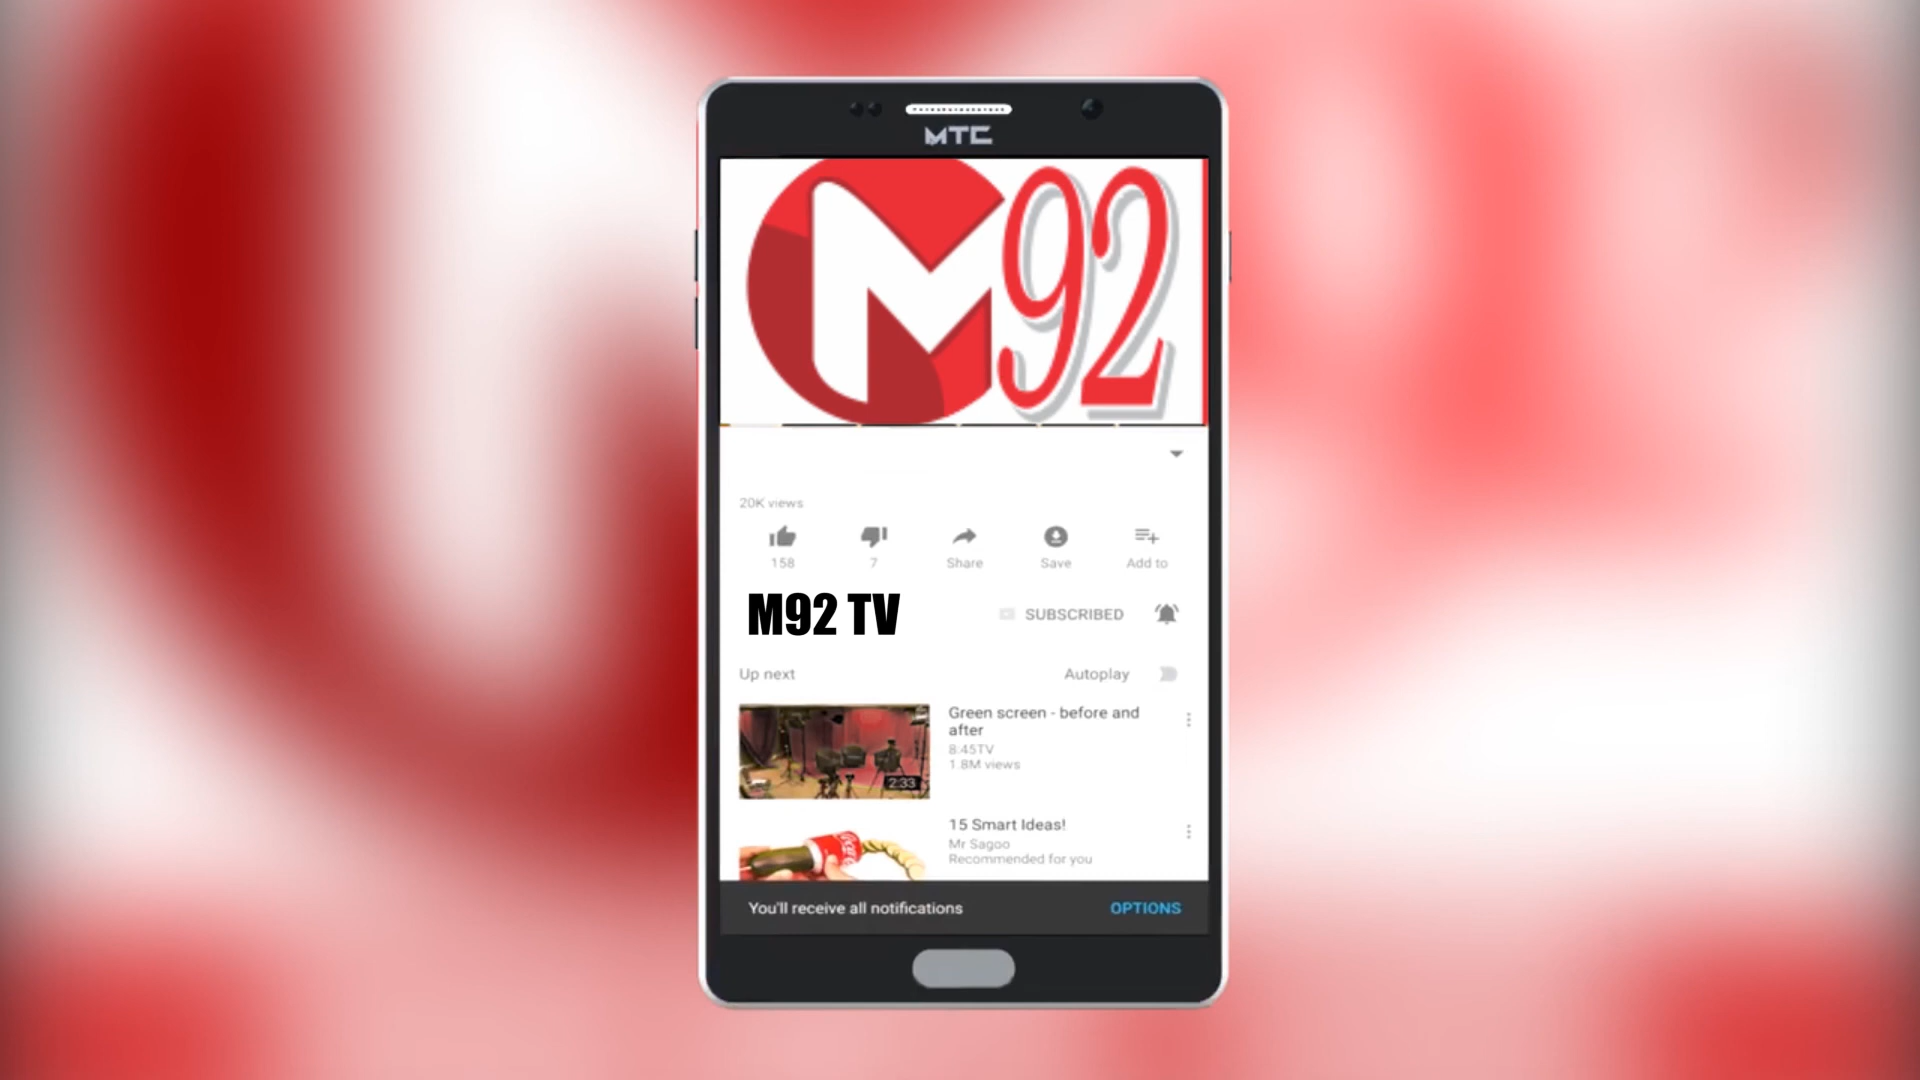 MTC
M92
20K views
158
7
Share
Save
Add to
M92 TV
SUBSCRIBED
Up next
Autoplay
Green screen - before and
after
8:45TV
1.8M views
2:33
15 Smart Ideas!
Mr Sagoo
Recommended for you
You'll receive all notifications
OPTIONS